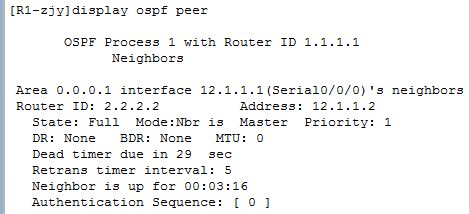 [R1-zjy]display ospf peer
OSPF Process 1 with Router ID 1.1.1.1
Neighbors
Area 0.0.0.1 interface 12.1.1.1(Serial0/0/0)'s neighbors
Router ID: 2.2.2.2 Address: 12.1.1.2
State: Full Mode:Nbr is Master Priority: 1
DR: None BDR: None MTU: 0
Dead timer due in 29 sec
Retrans timer interval: 5
Neighbor is up for 00:03:16
Authentication Sequence: [ 0 ]